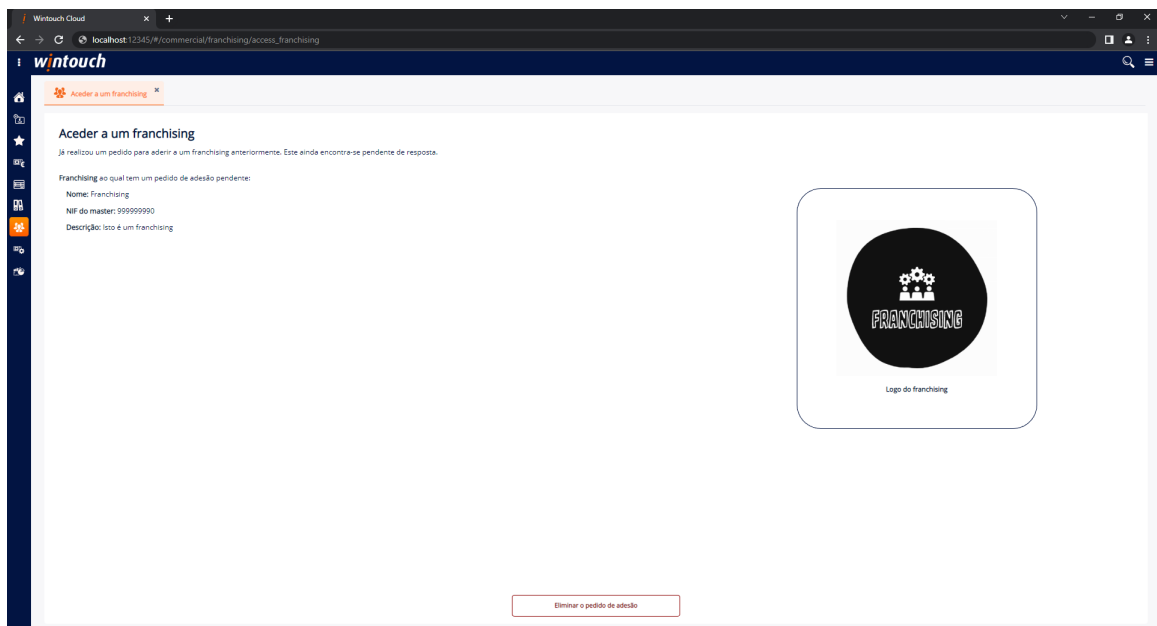 Wintouch Cloud
localhost:12345/#/commercial/franchising/access_franchising
wintouch
Aceder a um franchising
Aceder a um franchising
Já realizou um pedido para aderir a um franchising anteriormente. Este ainda encontra-se pendente de resposta.
Franchising ao qual tem um pedido de adesão pendente:
Nome: Franchising
NIF do master: 999999990
Descrição: Isto é um franchising
FRANCHISING
Logo do franchising
Eliminar o pedido de adesão